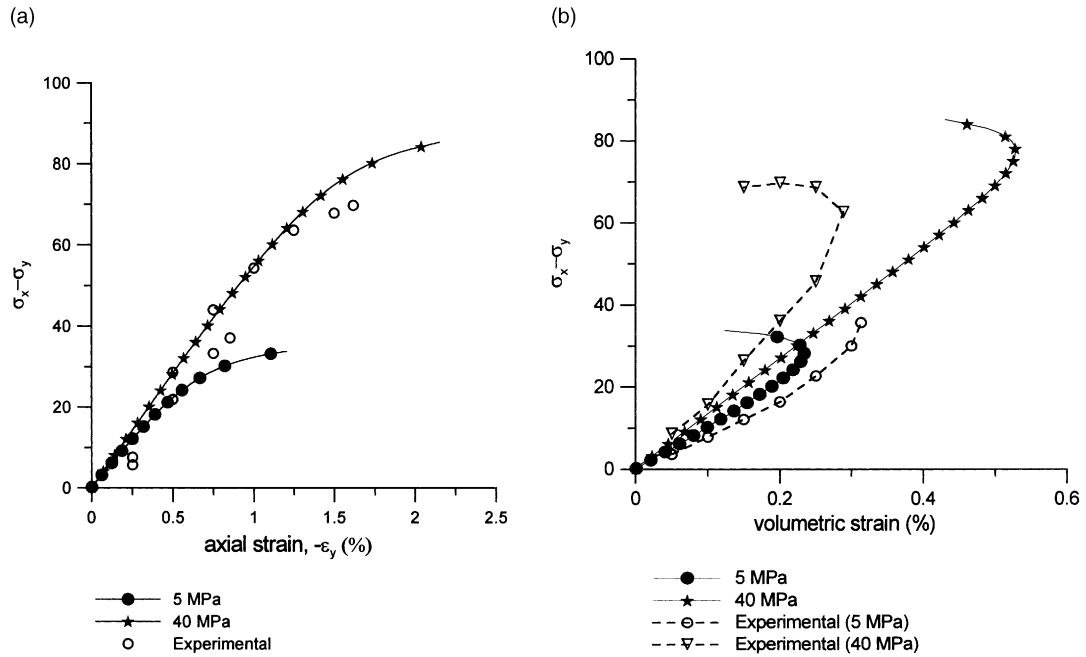 (a)
(b)
100
80
60
40
20
0
σx–σy
0
0.5
1
1.5
2
2.5
axial strain, -εy (%)
5 MPa
40 MPa
Experimental
100
80
60
40
20
0
σx–σy
0
0.2
0.4
0.6
volumetric strain (%)
5 MPa
40 MPa
Experimental (5 MPa)
Experimental (40 MPa)